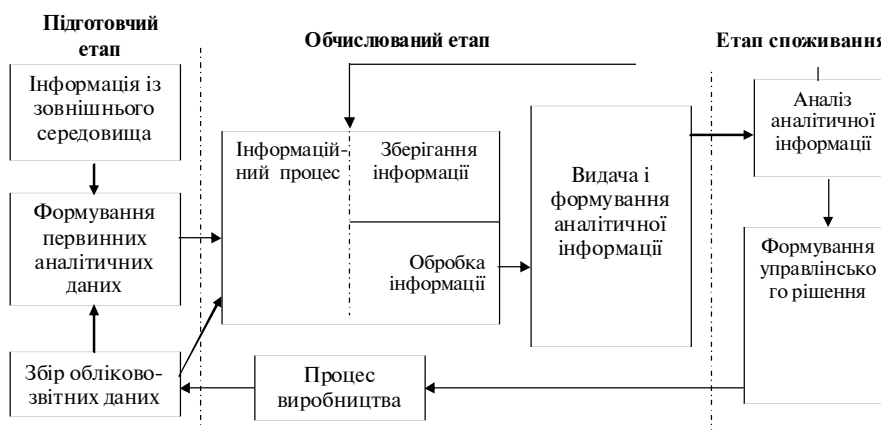 Підготовчий
етап
Обчислюваний етап
Етап споживання
Інформація із
зовнішнього
середовища
Формування
первинних
аналітичних
даних
Збір обліково-
звітних даних
Інформацій-
ний процес
Зберігання
інформації
Обробка
інформації
Видача і
формування
аналітичної
інформації
Процес
виробництва
Аналіз
аналітичної
інформації
Формування
управлінсько
го рішення